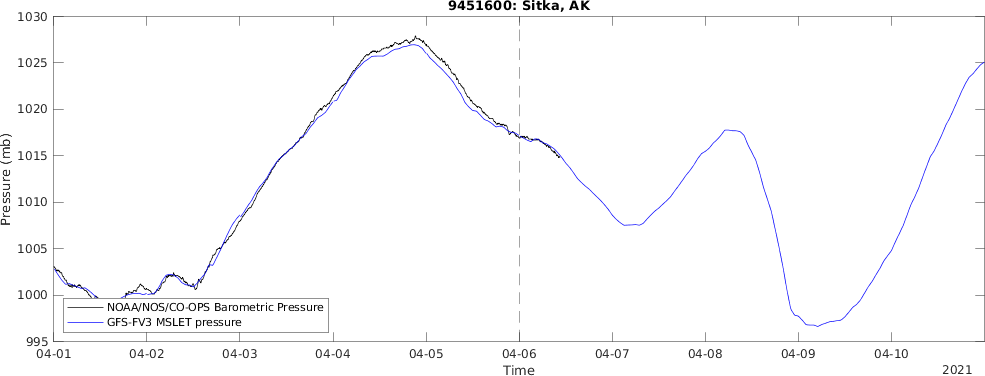 9451600: Sitka, AK
Pressure (mb)
1030
1025
1020
1015
1010
1005
1000
995
NOAA/NOS/CO-OPS Barometric Pressure
GFS-FV3 MSLET pressure
04-01 04-02 04-03 04-04 04-05 04-06 04-07 04-08 04-09 04-10
Time
2021